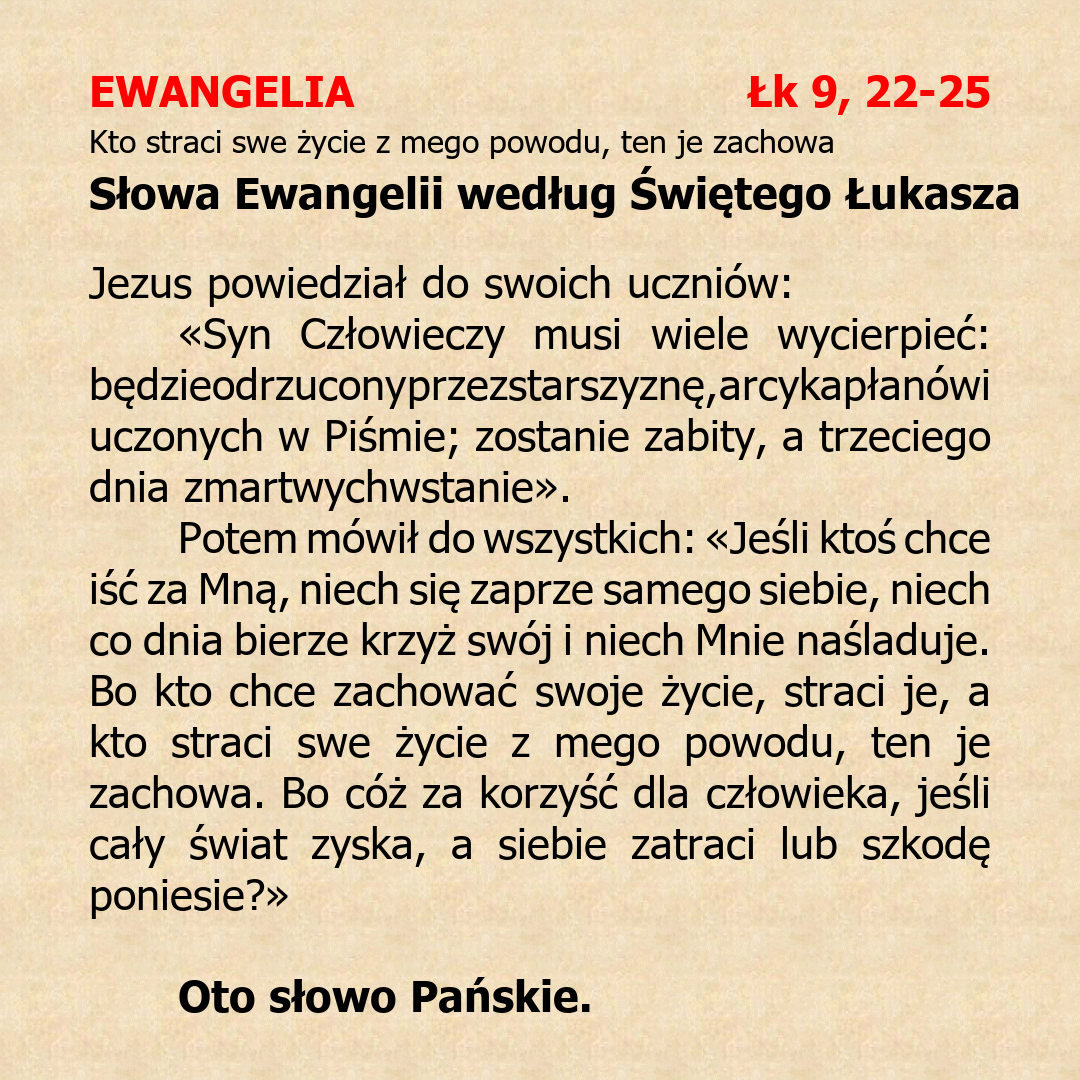 EWANGELIA Łk 9, 22-25
Kto straci swe życie z mego powodu, ten je zachowa
Słowa Ewangelii według Świętego Łukasza
Jezus powiedział do swoich uczniów:
«Syn Człowieczy musi wiele wycierpieć:
będzieodrzuconyprzezstarszyznę,arcykapłanówi
uczonych w Piśmie; zostanie zabity, a trzeciego
dnia zmartwychwstanie».
Potem mówił do wszystkich: «Jeśli ktoś chce
iść za Mną, niech się zaprze samego siebie, niech
co dnia bierze krzyż swój i niech Mnie naśladuje.
Bo kto chce zachować swoje życie, straci je, a
kto straci swe życie z mego powodu, ten je
zachowa. Bo cóż za korzyść dla człowieka, jeśli
cały świat zyska, a siebie zatraci lub szkodę
poniesie?»
Oto słowo Pańskie.